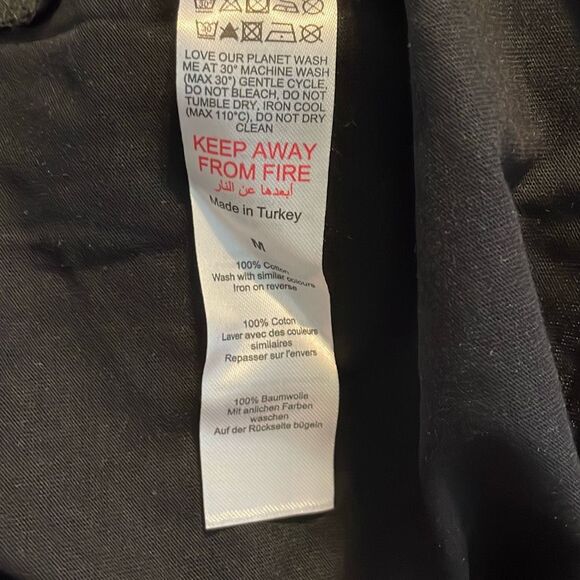 LOVE OUR PLANET WASH
ME AT 30° MACHINE WASH
(MAX 30°) GENTLE CYCLE,
DO NOT BLEACH, DO NOT
TUMBLE DRY, IRON COOL
(MAX 110°C), DO NOT DRY
CLEAN
KEEP AWAY
FROM FIRE
أبعدها عن النار
Made in Turkey
M
100% Cotton
Wash with similar colours
Iron on reverse
100% Coton
Laver avec des couleurs
similaires
Repasser sur l'envers
100% Baumwolle
Mit anlichen Farben
waschen
Auf der Rückseite bügeln